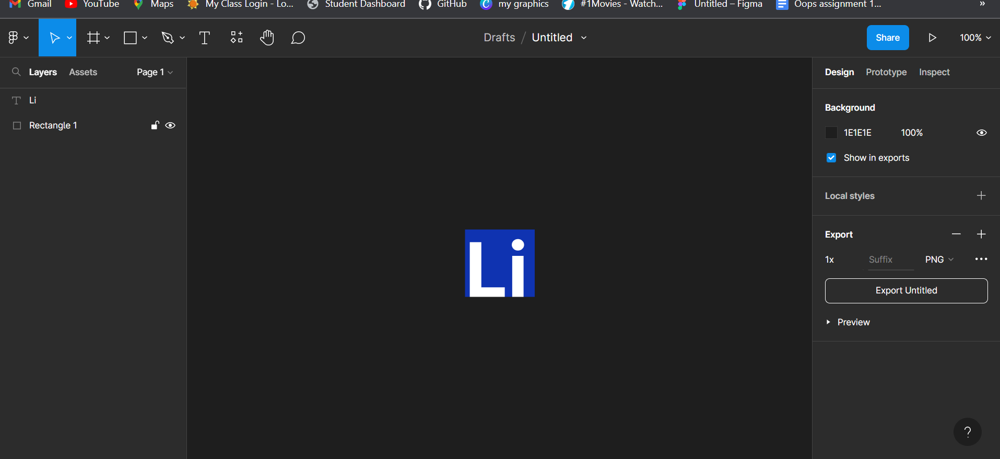 Gmail YouTube Maps My Class Login - Lo... Student Dashboard GitHub my graphics #1Movies - Watch... Untitled – Figma Oops assignment 1... »
Drafts / Untitled
Share
100%
Layers Assets Page 1
Li
Rectangle 1
Li
Design Prototype Inspect
Background
1E1E1E 100%
Show in exports
Local styles
Export
1x Suffix PNG
Export Untitled
Preview
?